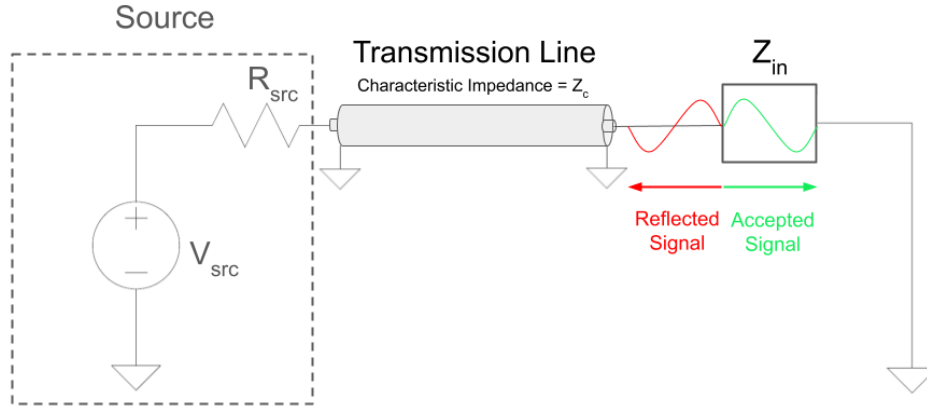 Source
Transmission Line
Characteristic Impedance = Zc
Rsrc
Zin
+
−
Vsrc
Reflected
Signal
Accepted
Signal